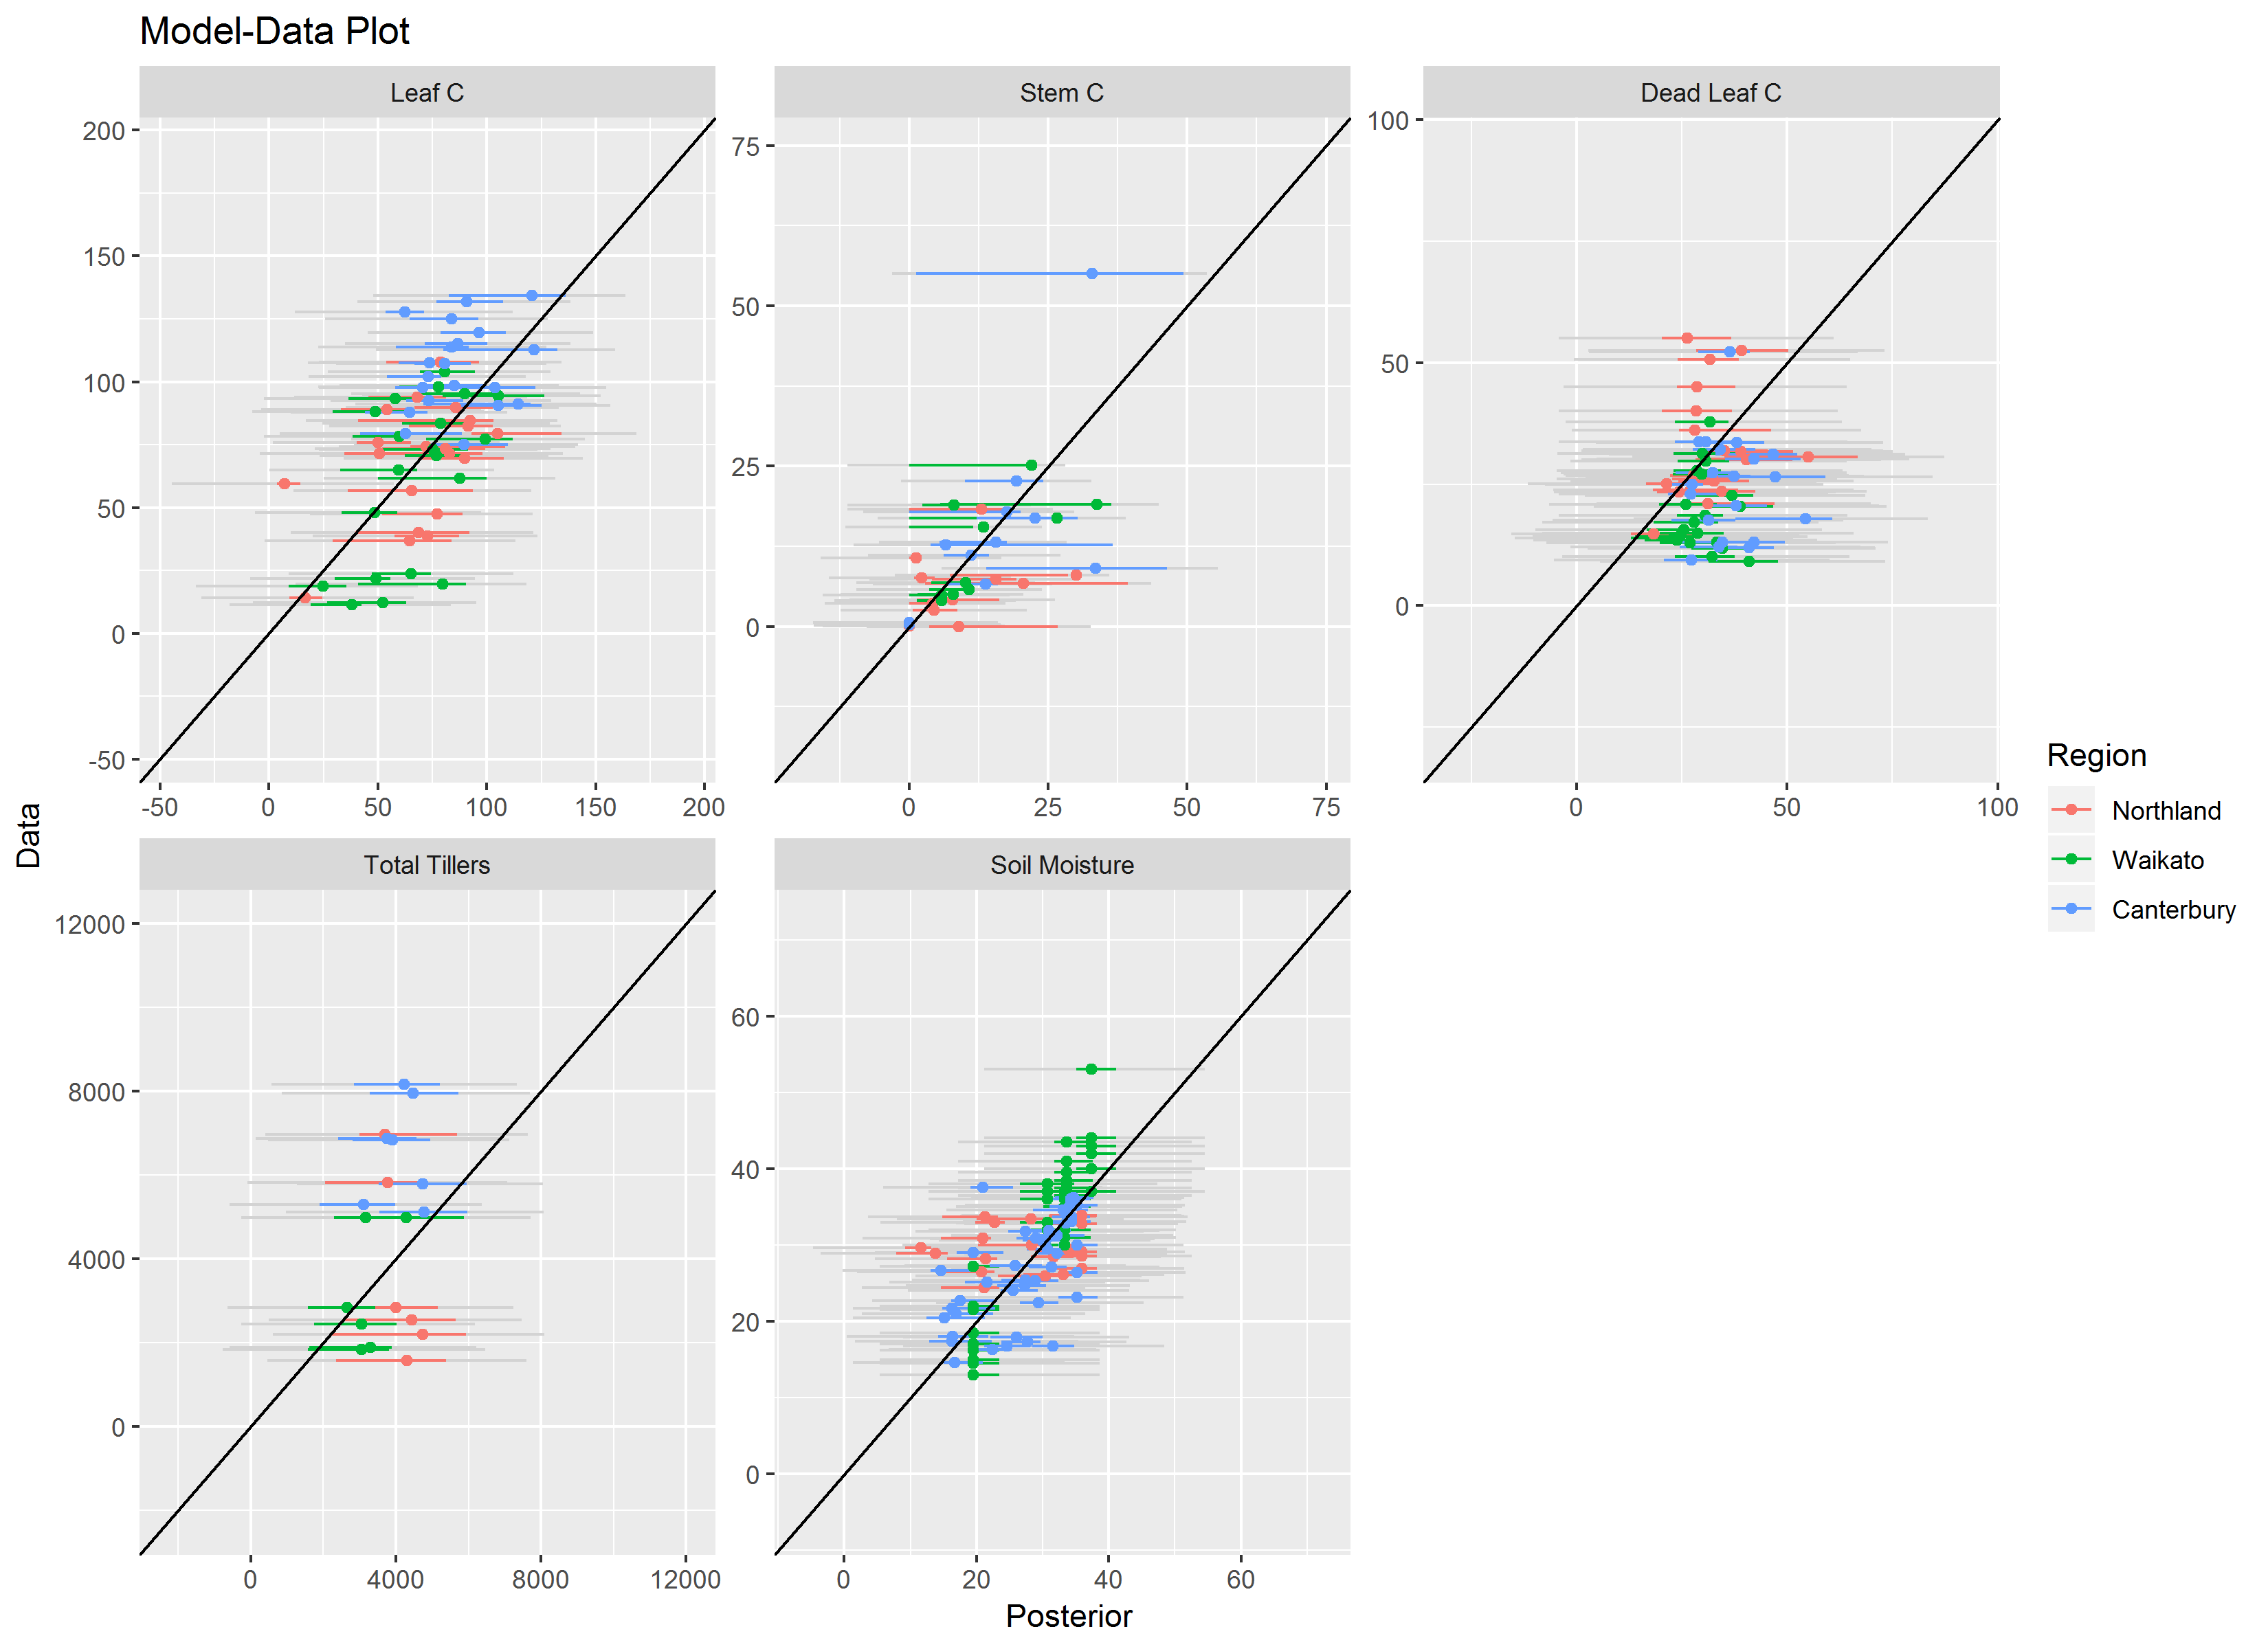 Model-Data Plot
Leaf C
Stem C
Dead Leaf C
200
150
100
50
0
-50
-50 0 50 100 150 200
75
50
25
0
0 25 50 75
100
50
0
0 50 100
Total Tillers
Soil Moisture
12000
8000
4000
0
0 4000 8000 12000
60
40
20
0
0 20 40 60
Data
Posterior
Region
Northland
Waikato
Canterbury